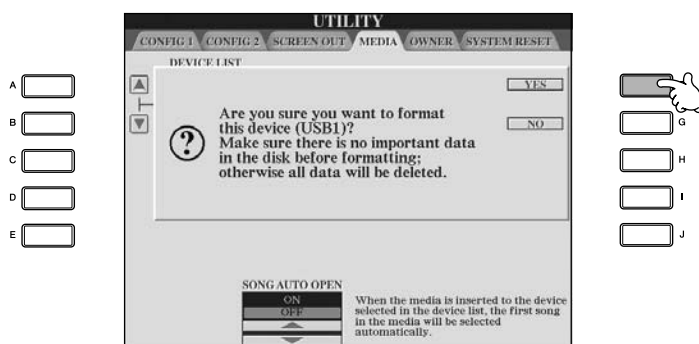 UTILITY
CONFIG 1 CONFIG 2 SCREEN OUT MEDIA OWNER SYSTEM RESET
DEVICE LIST
YES
NO
Are you sure you want to format
this device (USB1)?
Make sure there is no important data
in the disk before formatting;
otherwise all data will be deleted.
?
A
B
C
D
E
G
H
I
J
SONG AUTO OPEN
ON
OFF
When the media is inserted to the device
selected in the device list, the first song
in the media will be selected
automatically.